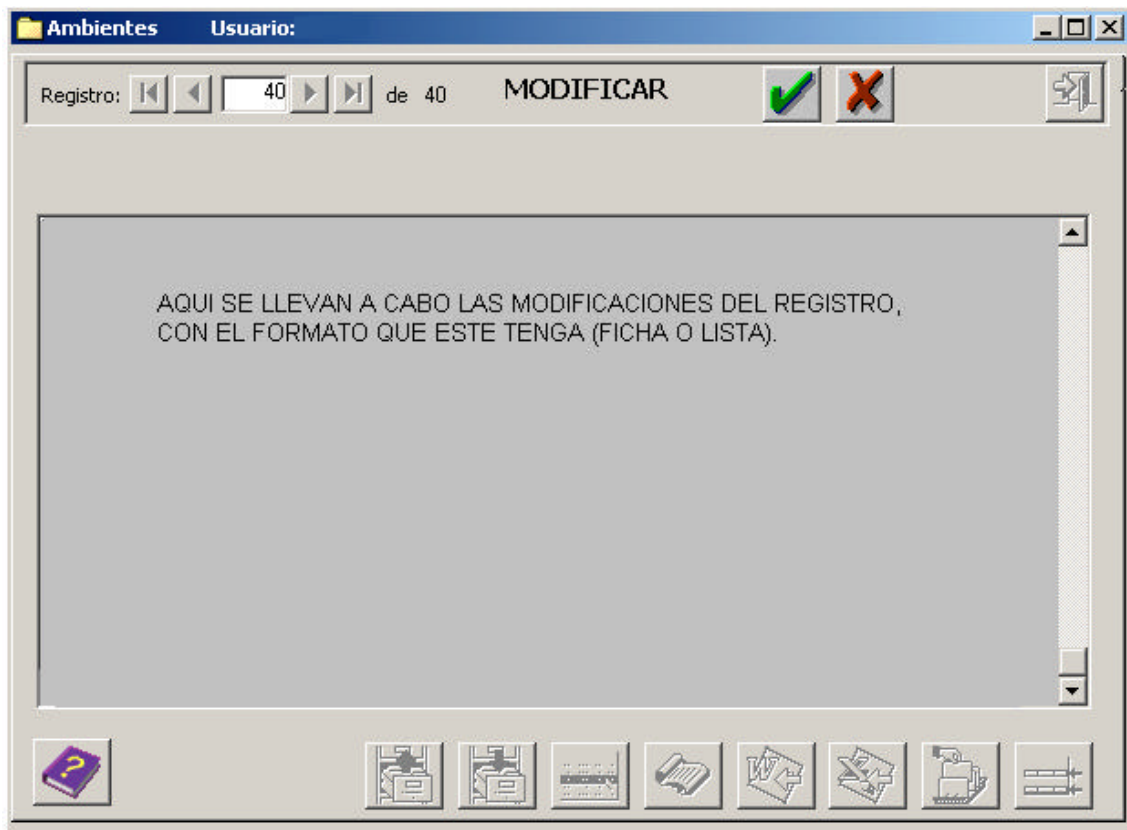 Ambientes Usuario:
Registro: 40 de 40 MODIFICAR
AQUI SE LLEVAN A CABO LAS MODIFICACIONES DEL REGISTRO,
CON EL FORMATO QUE ESTE TENGA (FICHA O LISTA).
?
W